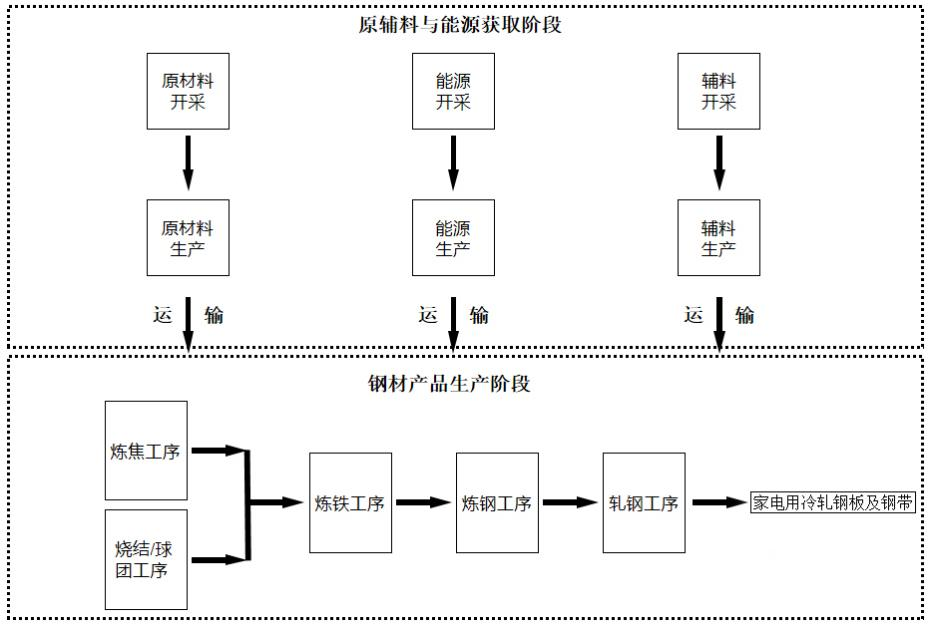 原辅料与能源获取阶段
原材料
开采
能源
开采
辅料
开采
原材料
生产
能源
生产
辅料
生产
运 输
运 输
运 输
钢材产品生产阶段
炼焦工序
烧结/球
团工序
炼铁工序
炼钢工序
轧钢工序
家电用冷轧钢板及钢带